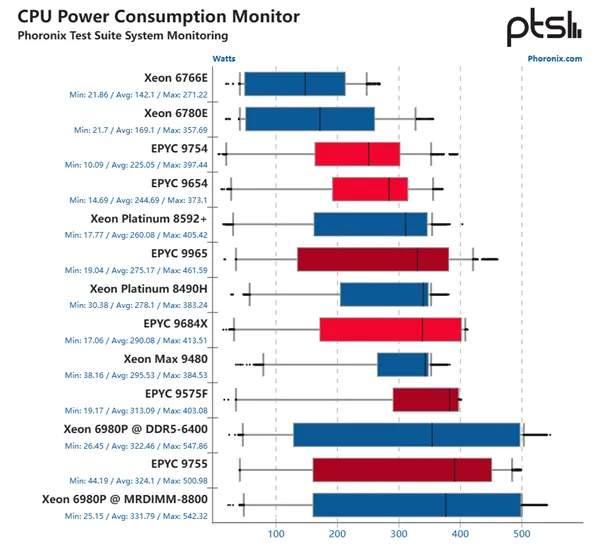 CPU Power Consumption Monitor
Phoronix Test Suite System Monitoring
ptsl
Watts
Phoronix.com
Xeon 6766E
Min: 21.86 / Avg: 142.1 / Max: 271.22
Xeon 6780E
Min: 21.7 / Avg: 169.1 / Max: 357.69
EPYC 9754
Min: 10.09 / Avg: 225.05 / Max: 397.44
EPYC 9654
Min: 14.69 / Avg: 244.69 / Max: 373.1
Xeon Platinum 8592+
Min: 17.77 / Avg: 260.08 / Max: 405.42
EPYC 9965
Min: 19.04 / Avg: 275.17 / Max: 461.59
Xeon Platinum 8490H
Min: 30.38 / Avg: 278.1 / Max: 383.24
EPYC 9684X
Min: 17.06 / Avg: 290.08 / Max: 413.51
Xeon Max 9480
Min: 38.16 / Avg: 295.53 / Max: 384.53
EPYC 9575F
Min: 19.17 / Avg: 313.09 / Max: 403.08
Xeon 6980P @ DDR5-6400
Min: 26.45 / Avg: 322.46 / Max: 547.86
EPYC 9755
Min: 44.19 / Avg: 324.1 / Max: 500.98
Xeon 6980P @ MRDIMM-8800
Min: 25.15 / Avg: 331.79 / Max: 542.32
100 200 300 400 500